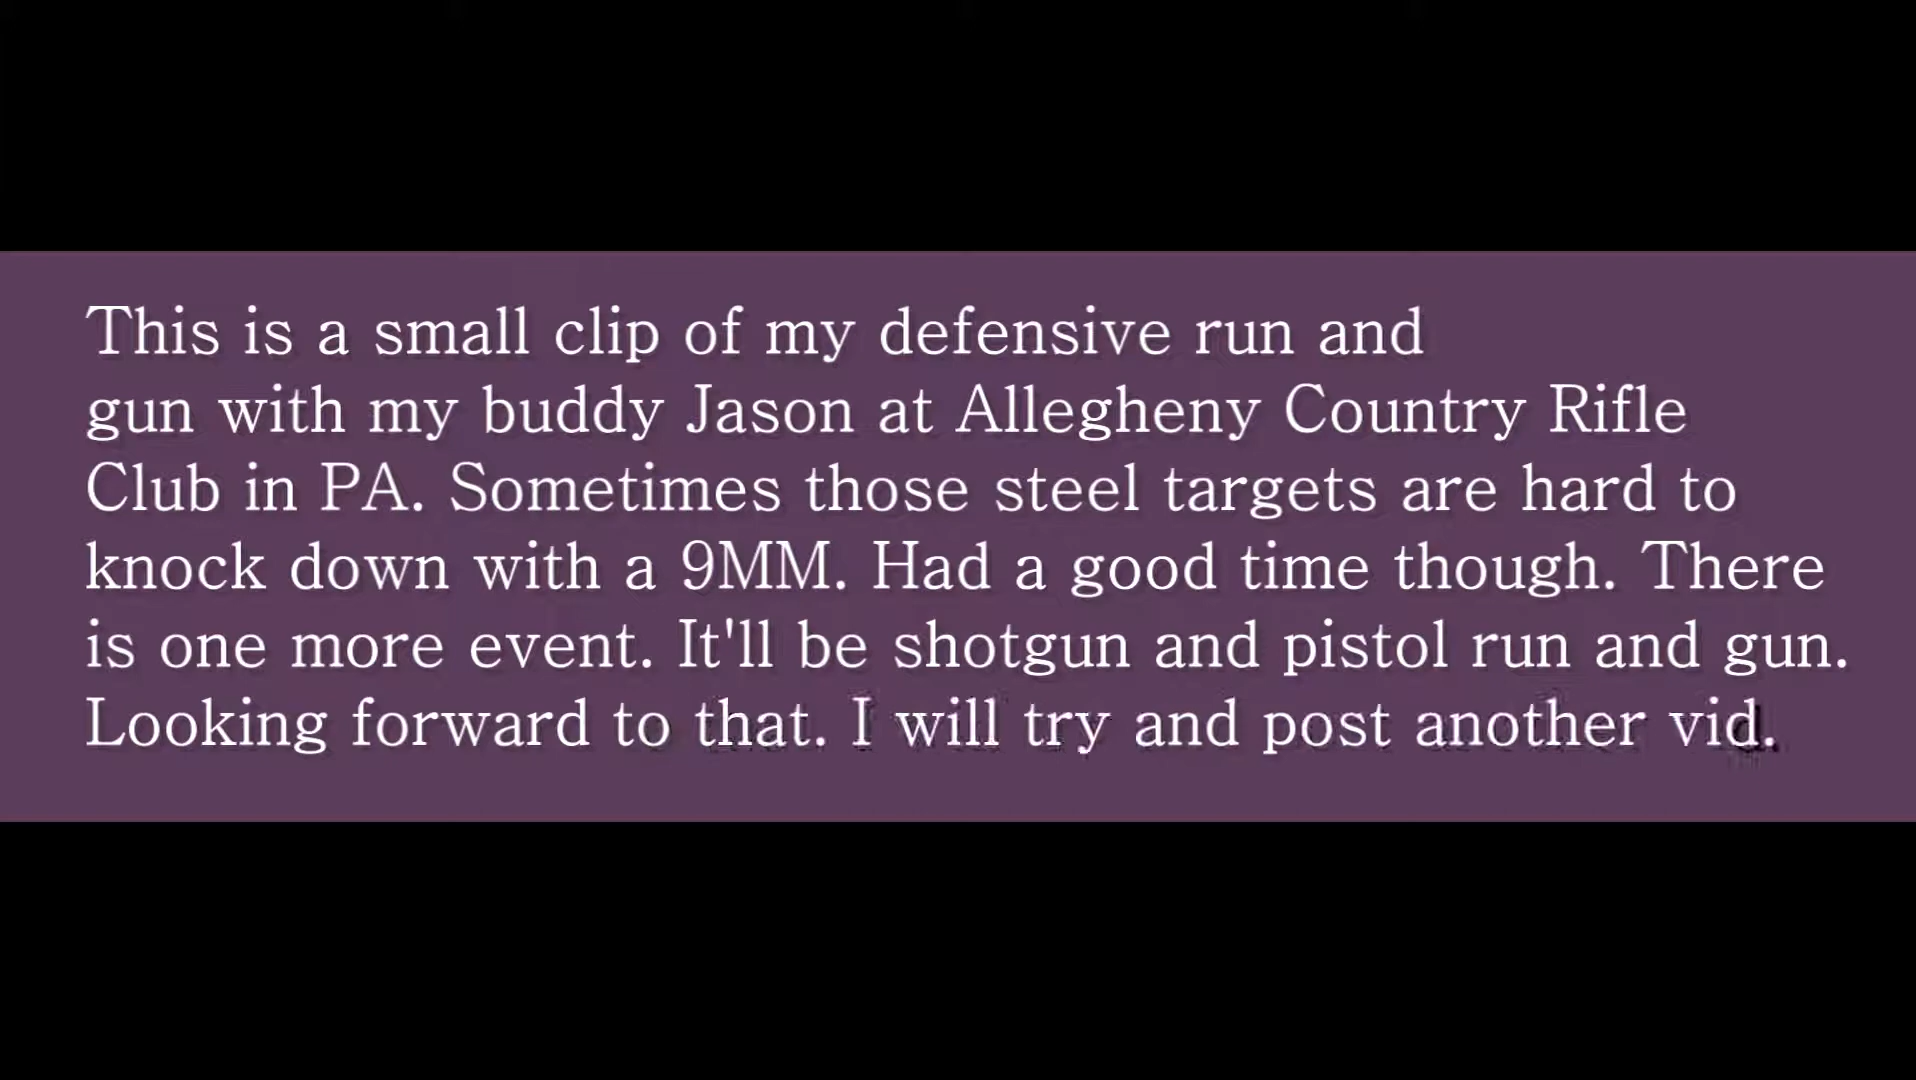 This is a small clip of my defensive run and
gun with my buddy Jason at Allegheny Country Rifle
Club in PA. Sometimes those steel targets are hard to
knock down with a 9MM. Had a good time though. There
is one more event. It'll be shotgun and pistol run and gun.
Looking forward to that. I will try and post another vid.